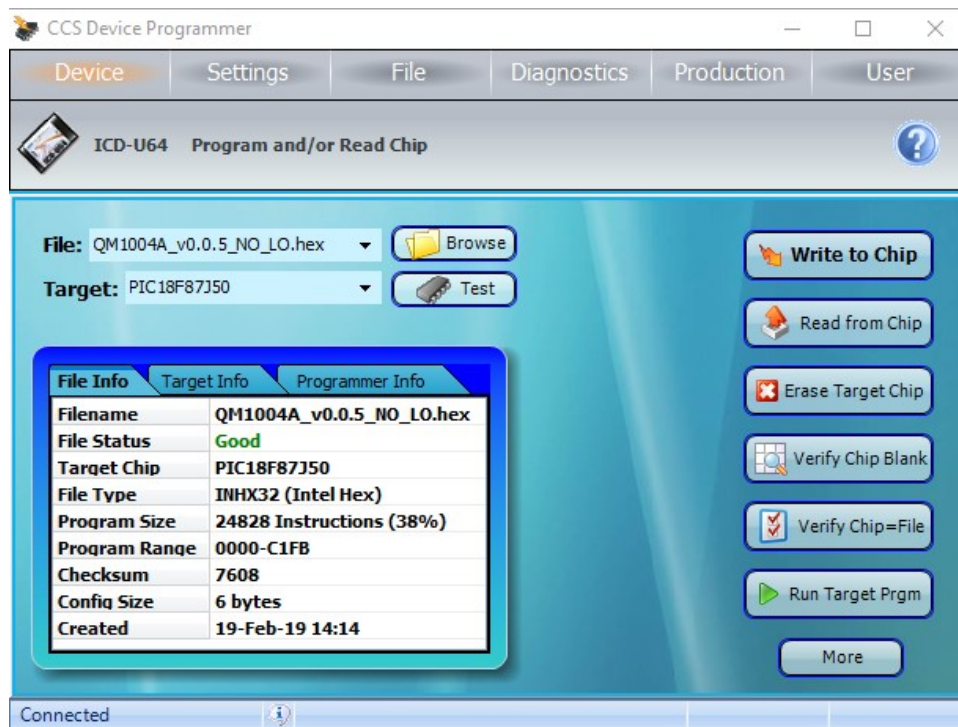 CCS Device Programmer
Device Settings File Diagnostics Production User
ICD-U64 Program and/or Read Chip
?
File: QM1004A_v0.0.5_NO_LO.hex Browse
Target: PIC18F87J50 Test
Write to Chip
Read from Chip
Erase Target Chip
Verify Chip Blank
Verify Chip=File
Run Target Prgm
More
File Info Target Info Programmer Info
Filename QM1004A_v0.0.5_NO_LO.hex
File Status Good
Target Chip PIC18F87J50
File Type INHX32 (Intel Hex)
Program Size 24828 Instructions (38%)
Program Range 0000-C1FB
Checksum 7608
Config Size 6 bytes
Created 19-Feb-19 14:14
Connected